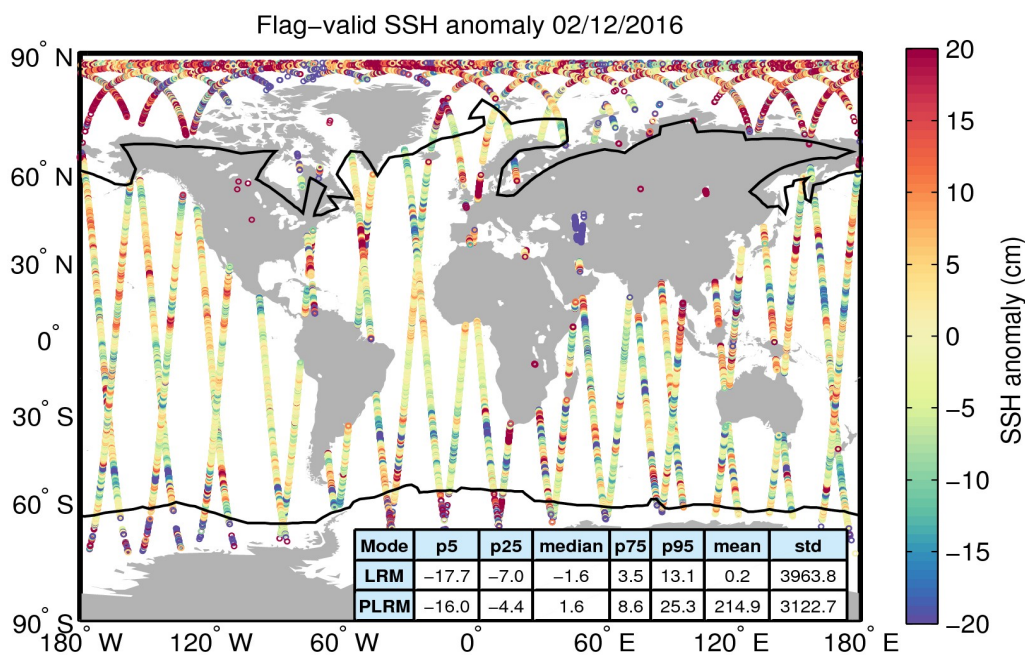 Flag−valid SSH anomaly 02/12/2016
90° N
60° N
30° N
0°
30° S
60° S
90° S
180° W
120° W
60° W
0°
60° E
120° E
180° E
Mode p5 p25 median p75 p95 mean std
LRM −17.7 −7.0 −1.6 3.5 13.1 0.2 3963.8
PLRM −16.0 −4.4 1.6 8.6 25.3 214.9 3122.7
20
15
10
5
0
−5
−10
−15
−20
SSH anomaly (cm)